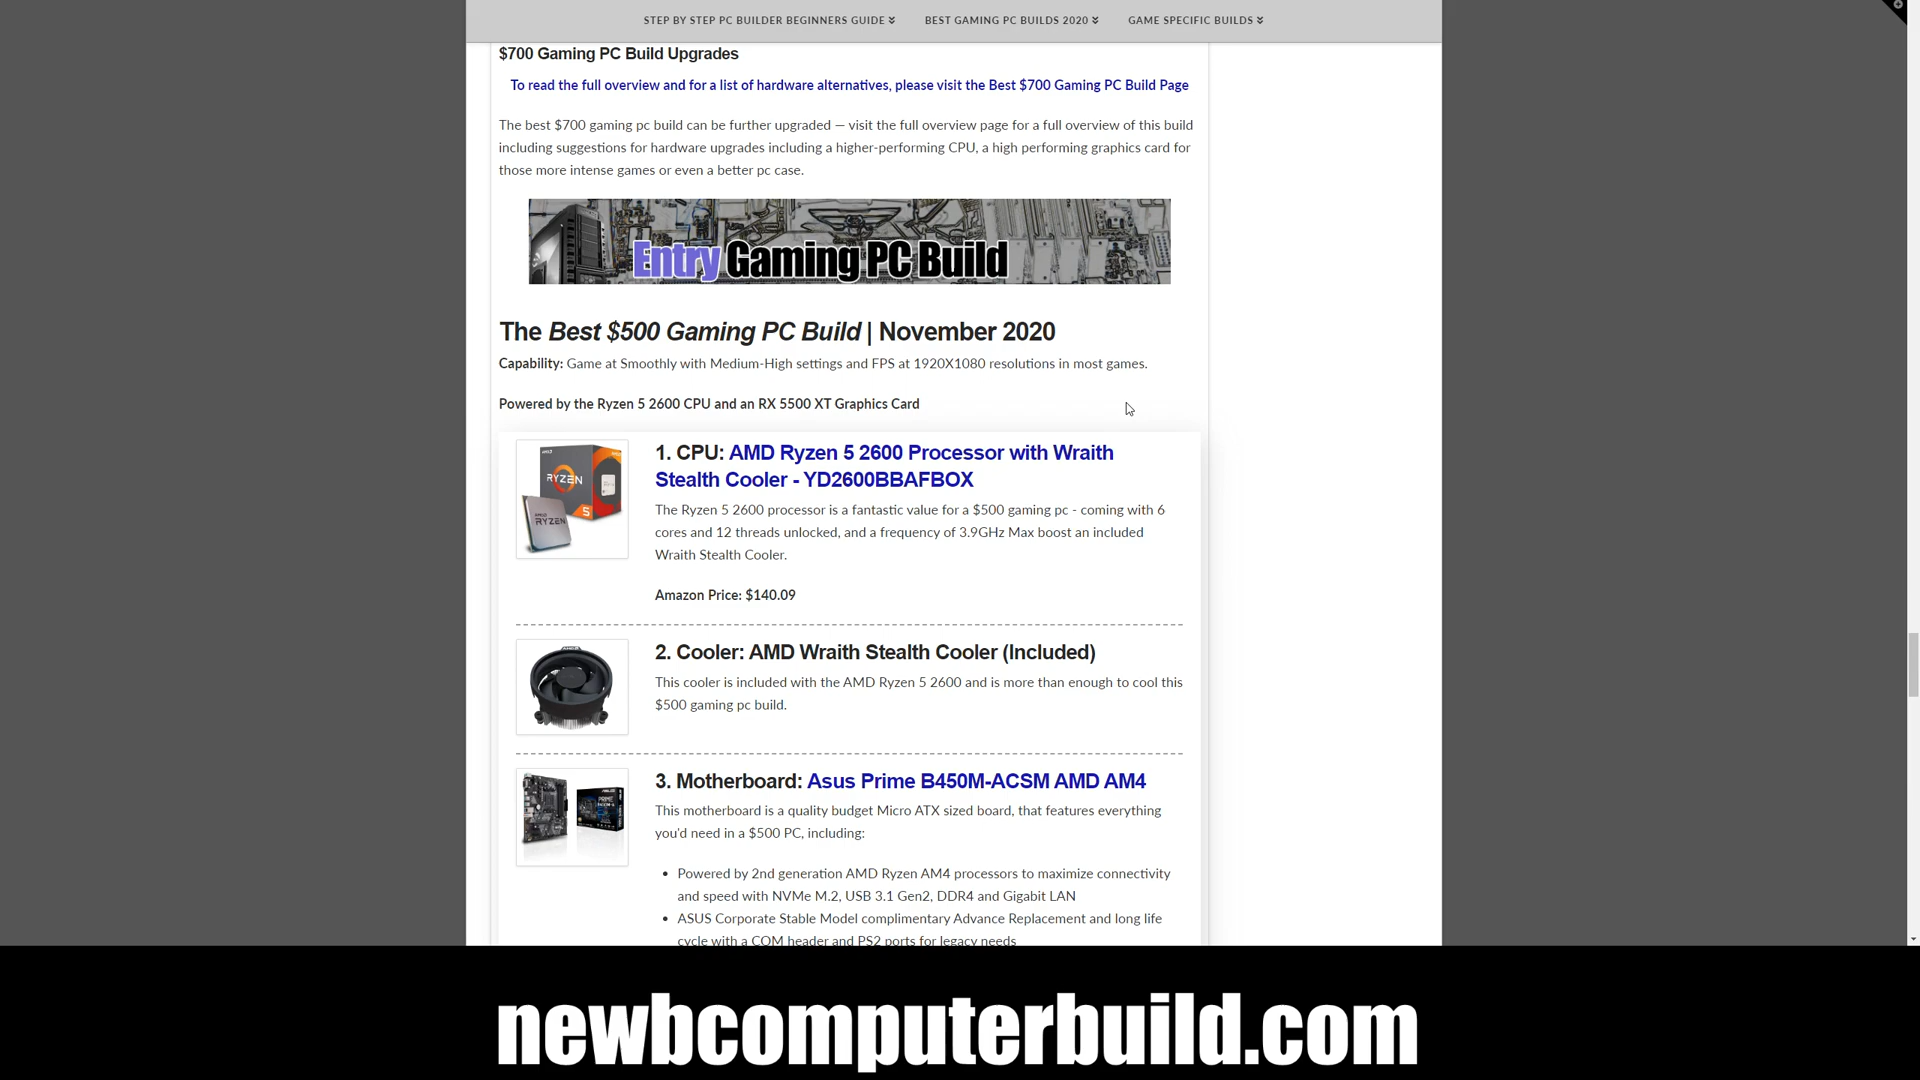 STEP BY STEP PC BUILDER BEGINNERS GUIDE
BEST GAMING PC BUILDS 2020
GAME SPECIFIC BUILDS
$700 Gaming PC Build Upgrades
To read the full overview and for a list of hardware alternatives, please visit the Best $700 Gaming PC Build Page
The best $700 gaming pc build can be further upgraded — visit the full overview page for a full overview of this build
including suggestions for hardware upgrades including a higher-performing CPU, a high performing graphics card for
those more intense games or even a better pc case.
Entry Gaming PC Build
The Best $500 Gaming PC Build | November 2020
Capability: Game at Smoothly with Medium-High settings and FPS at 1920X1080 resolutions in most games.
Powered by the Ryzen 5 2600 CPU and an RX 5500 XT Graphics Card
RYZEN
5
RYZEN
1. CPU: AMD Ryzen 5 2600 Processor with Wraith
Stealth Cooler - YD2600BBAFBOX
The Ryzen 5 2600 processor is a fantastic value for a $500 gaming pc - coming with 6
cores and 12 threads unlocked, and a frequency of 3.9GHz Max boost an included
Wraith Stealth Cooler.
Amazon Price: $140.09
2. Cooler: AMD Wraith Stealth Cooler (Included)
This cooler is included with the AMD Ryzen 5 2600 and is more than enough to cool this
$500 gaming pc build.
3. Motherboard: Asus Prime B450M-ACSM AMD AM4
This motherboard is a quality budget Micro ATX sized board, that features everything
you'd need in a $500 PC, including:
• Powered by 2nd generation AMD Ryzen AM4 processors to maximize connectivity
and speed with NVMe M.2, USB 3.1 Gen2, DDR4 and Gigabit LAN
• ASUS Corporate Stable Model complimentary Advance Replacement and long life
cycle with a COM header and PS2 ports for legacy needs
newbcomputerbuild.com